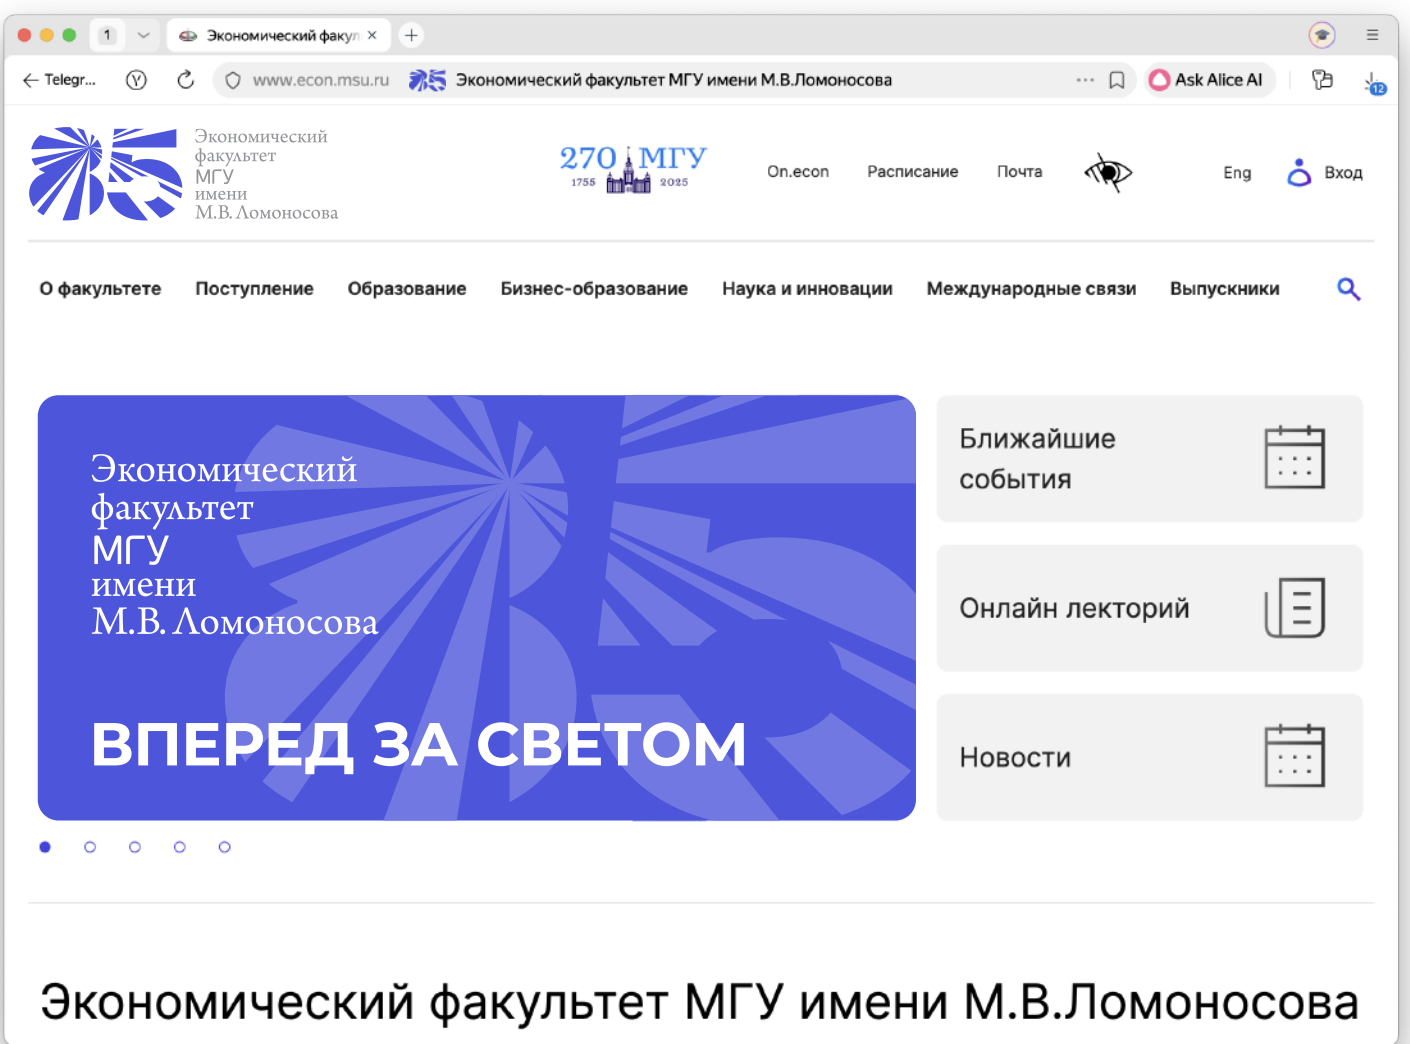 1
Экономический факул
Telegr...
www.econ.msu.ru
Экономический факультет МГУ имени М.В.Ломоносова
Ask Alice AI
12
85
Экономический
факультет
МГУ
имени
М.В. Ломоносова
270 МГУ
1755 2025
On.econ
Расписание
Почта
Eng
Вход
О факультете
Поступление
Образование
Бизнес-образование
Наука и инновации
Международные связи
Выпускники
Экономический
факультет
МГУ
имени
М.В. Ломоносова
ВПЕРЕД ЗА СВЕТОМ
Ближайшие
события
Онлайн лекторий
Новости
Экономический факультет МГУ имени М.В.Ломоносова